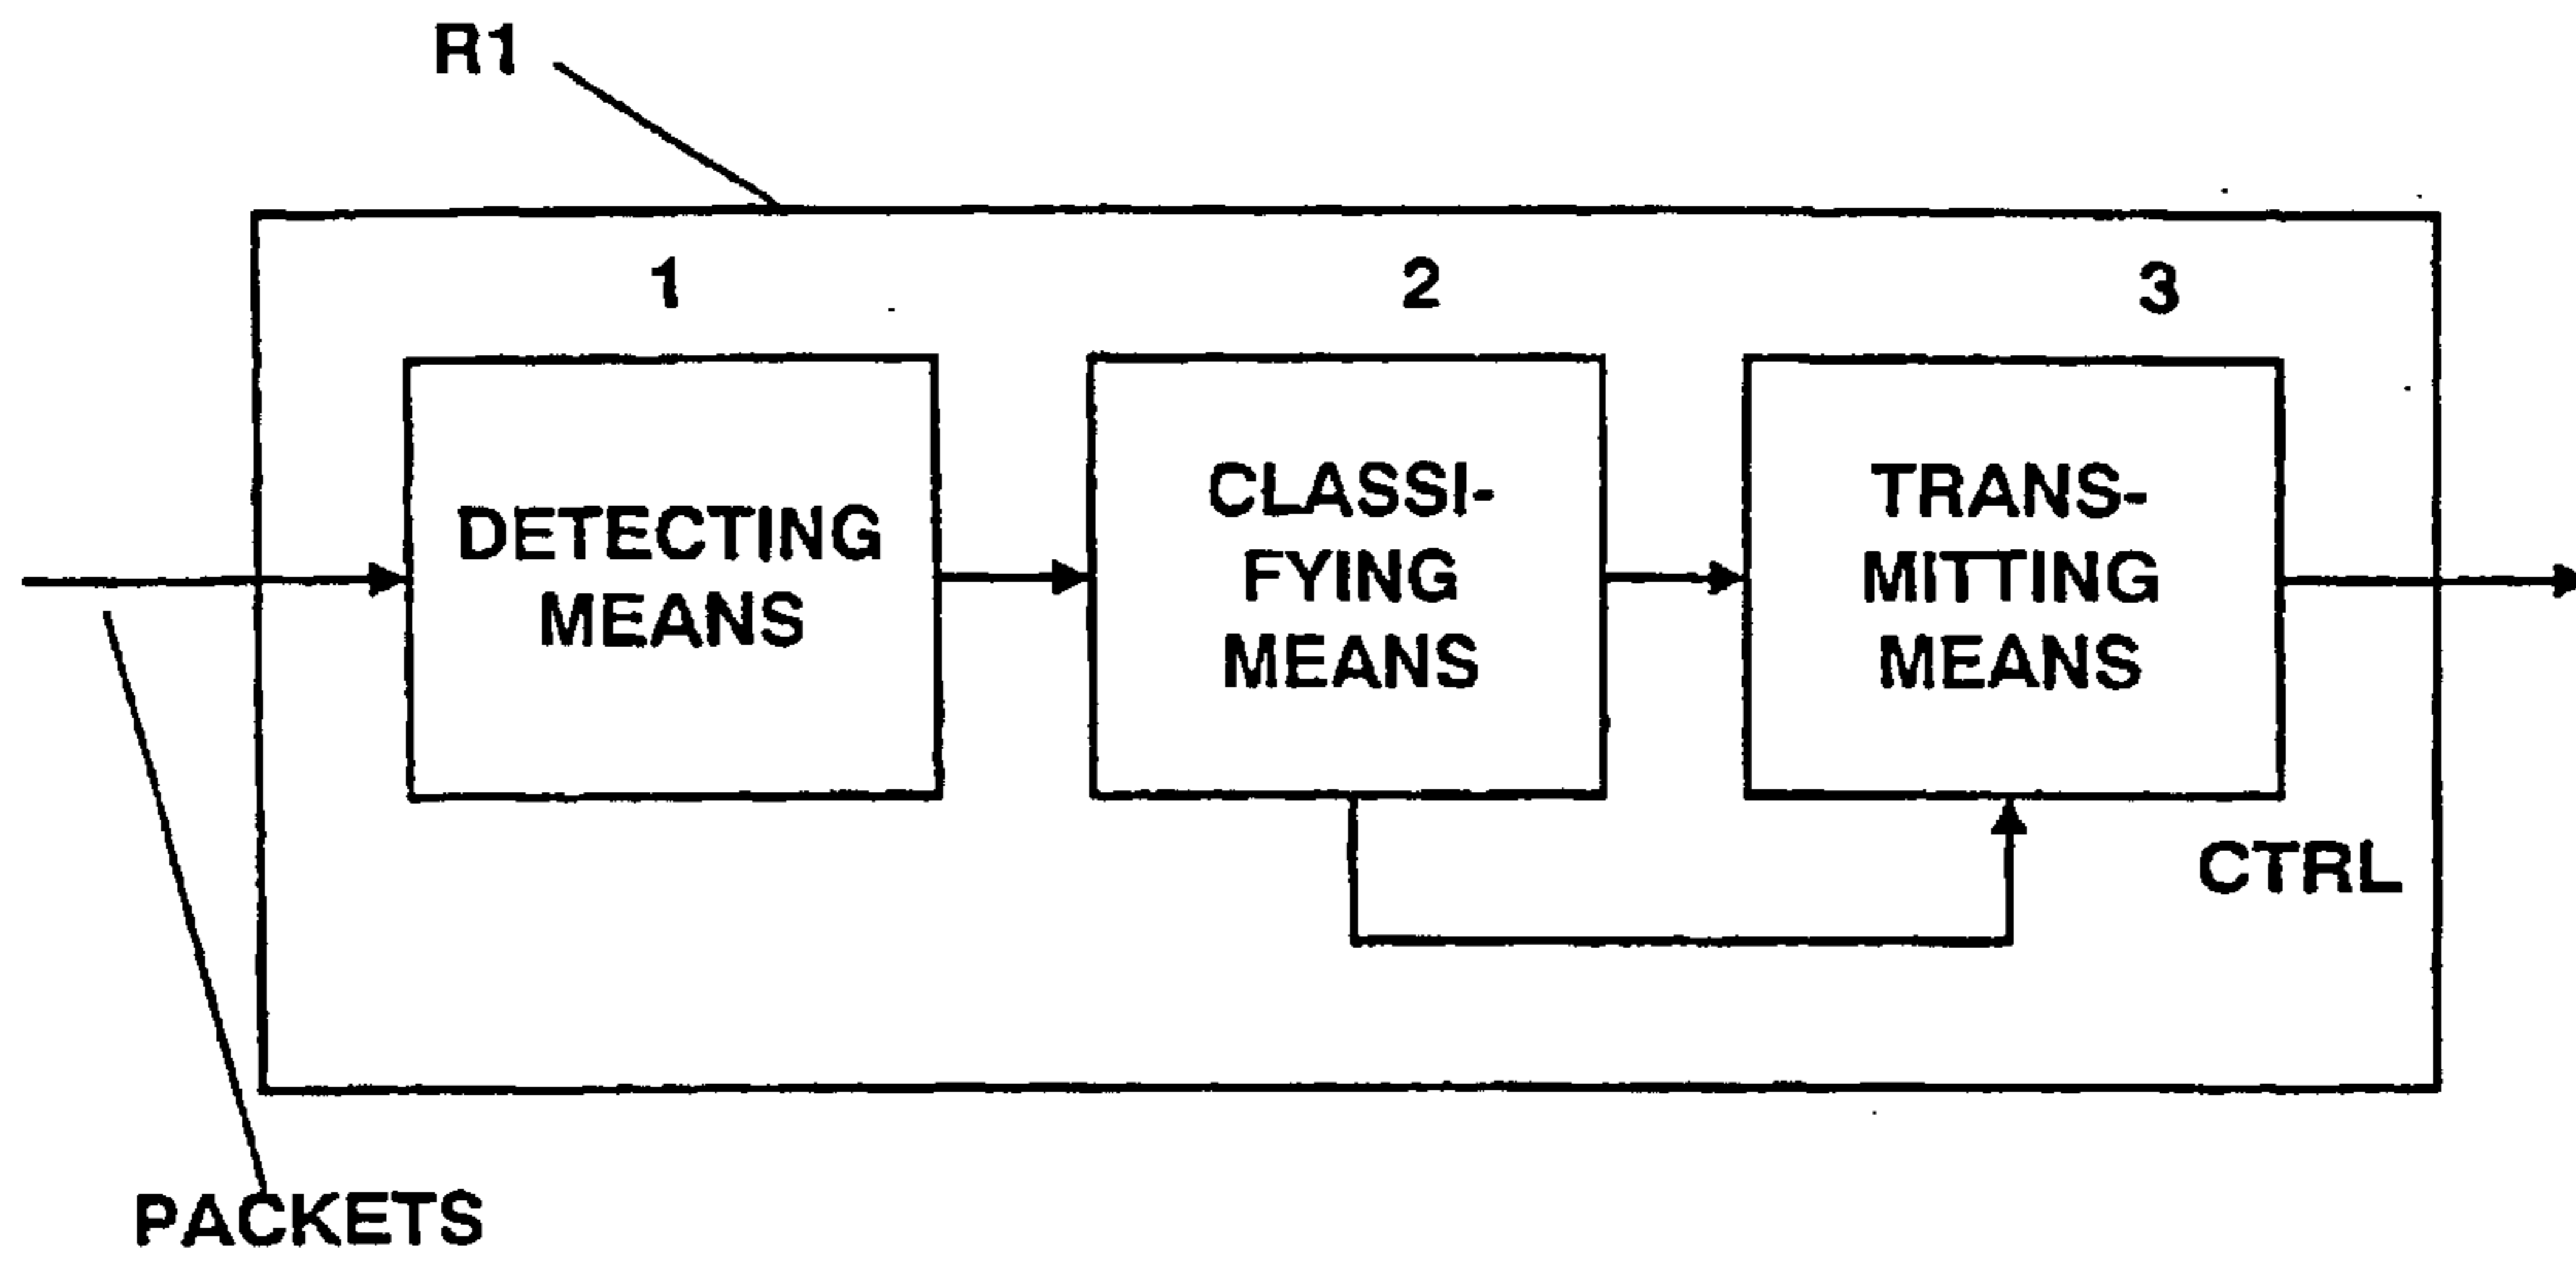 R1
1
2
3
DETECTING
MEANS
CLASSI-
FYING
MEANS
TRANS-
MITTING
MEANS
CTRL
PACKETS